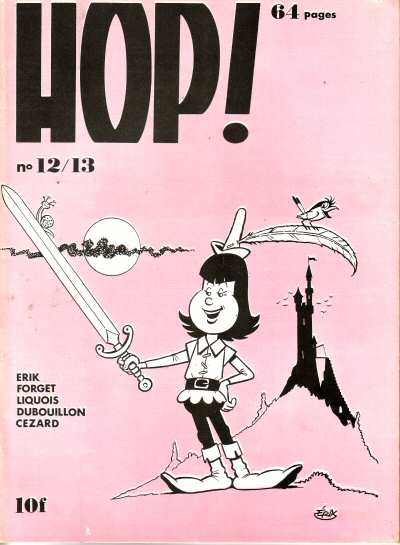 HOP!
64 pages
no 12/13
ERIK
FORGET
LIQUOIS
DUBOUILLON
CEZARD
10f
ERIK